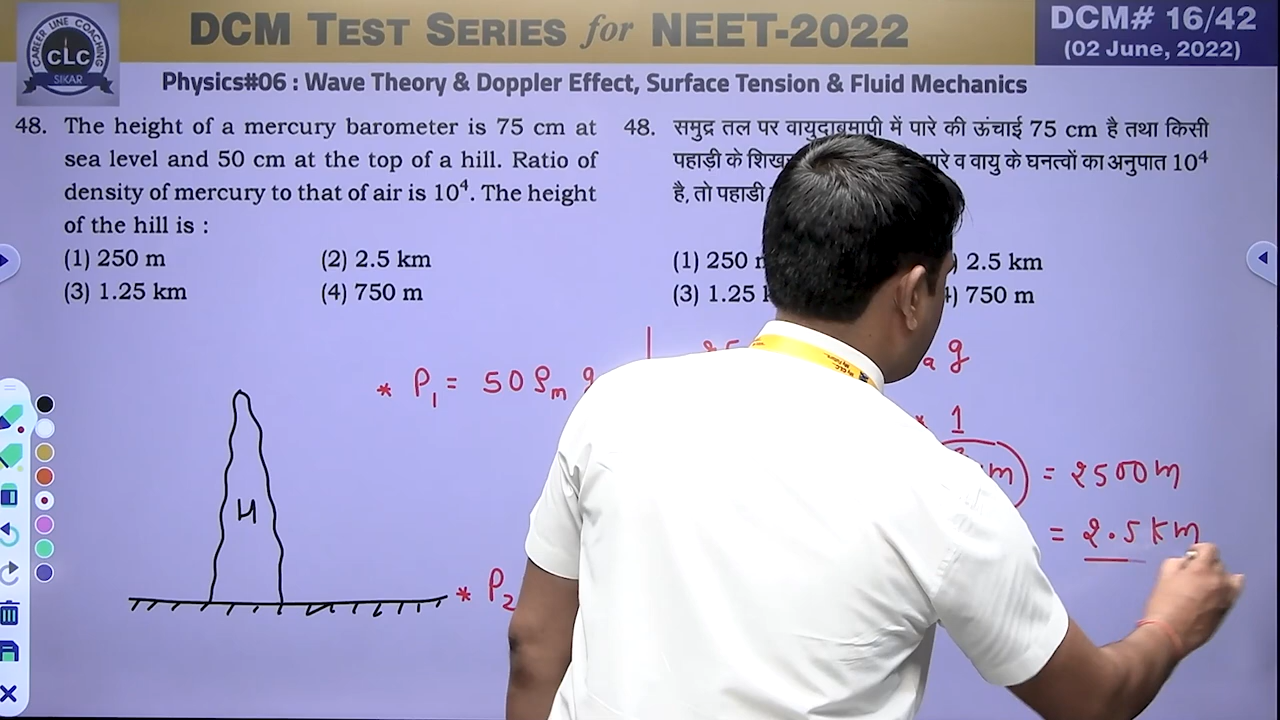 CAREER LINE COACHING
CLC
SIKAR
DCM TEST SERIES for NEET-2022
DCM# 16/42
(02 June, 2022)
Physics#06 : Wave Theory & Doppler Effect, Surface Tension & Fluid Mechanics
48. The height of a mercury barometer is 75 cm at
sea level and 50 cm at the top of a hill. Ratio of
density of mercury to that of air is 10⁴. The height
of the hill is :
(1) 250 m (2) 2.5 km
(3) 1.25 km (4) 750 m
48. समुद्र तल पर वायुदाबमापी में पारे की ऊंचाई 75 cm है तथा किसी
पहाड़ी के पारे व वायु के घनत्वों का अनुपात 10⁴
है, तो पहाडी
(1) 250 2.5 km
(3) 1.25 750 m
* P₁ = 50 ρm g
a g
1
= 2500m
= 2.5 km
H
* P₂